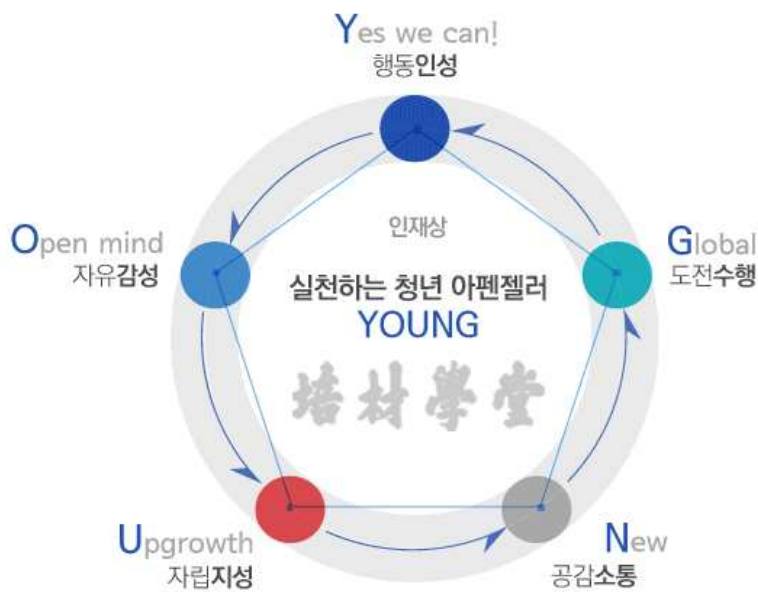 Yes we can!
행동인성
Open mind
자유감성
Global
도전수행
인재상
실천하는 청년 아펜젤러
YOUNG
培材學堂
Upgrowth
자립지성
New
공감소통